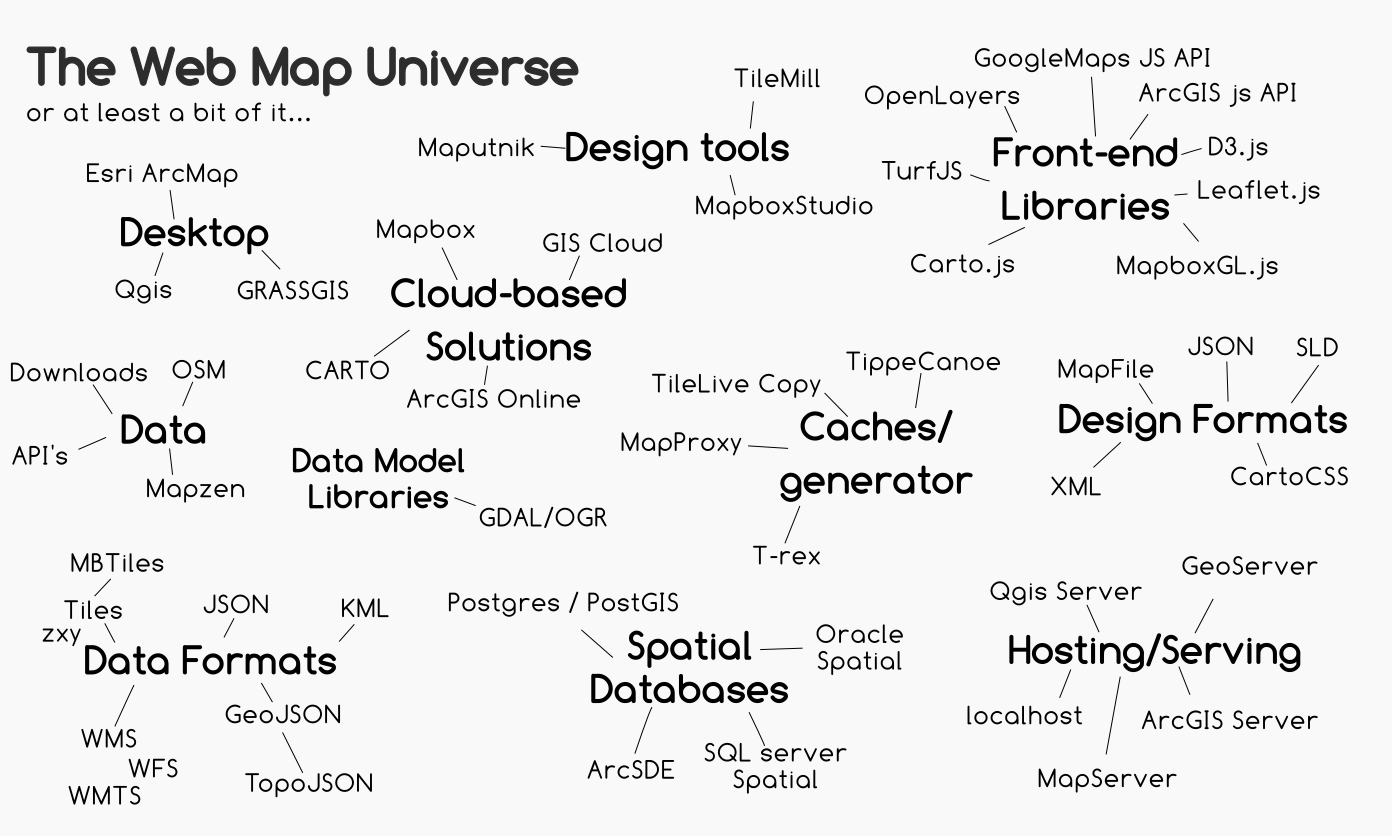 The Web Map Universe
or at least a bit of it...
Esri ArcMap
Desktop
Qgis
GRASSGIS
Maputnik
TileMill
Design tools
MapboxStudio
GoogleMaps JS API
OpenLayers
ArcGIS js API
Front-end
D3.js
TurfJS
Leaflet.js
Libraries
Carto.js
MapboxGL.js
Mapbox
GIS Cloud
Cloud-based
Solutions
CARTO
ArcGIS Online
Downloads
OSM
Data
API's
Mapzen
Data Model
Libraries
GDAL/OGR
TileLive Copy
TippeCanoe
Caches/
MapProxy
generator
T-rex
MapFile
JSON
SLD
Design Formats
XML
CartoCSS
MBTiles
Tiles
zxy
JSON
KML
Data Formats
WMS
WFS
WMTS
GeoJSON
TopoJSON
Postgres / PostGIS
Spatial
Databases
Oracle
Spatial
ArcSDE
SQL server
Spatial
Qgis Server
GeoServer
Hosting/Serving
localhost
ArcGIS Server
MapServer